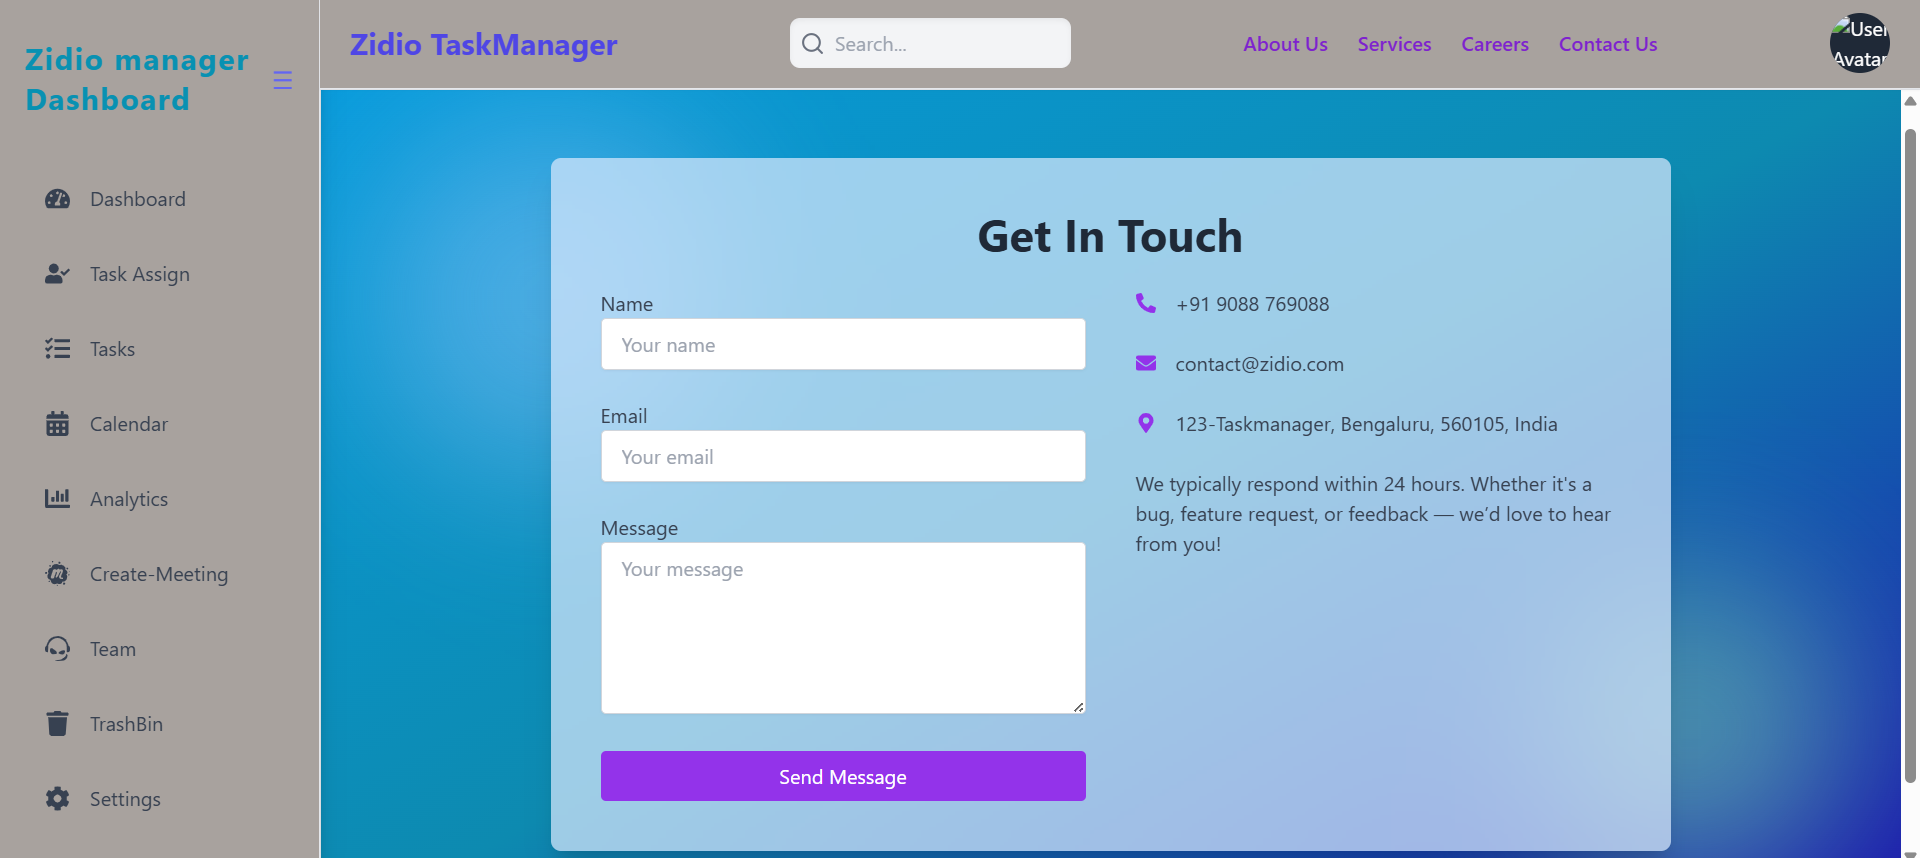 Zidio manager
Dashboard
Dashboard
Task Assign
Tasks
Calendar
Analytics
Create-Meeting
Team
TrashBin
Settings
Zidio TaskManager
Search...
About Us
Services
Careers
Contact Us
User
Avatar
Get In Touch
Name
Your name
Email
Your email
Message
Your message
Send Message
+91 9088 769088
contact@zidio.com
123-Taskmanager, Bengaluru, 560105, India
We typically respond within 24 hours. Whether it's a
bug, feature request, or feedback — we’d love to hear
from you!